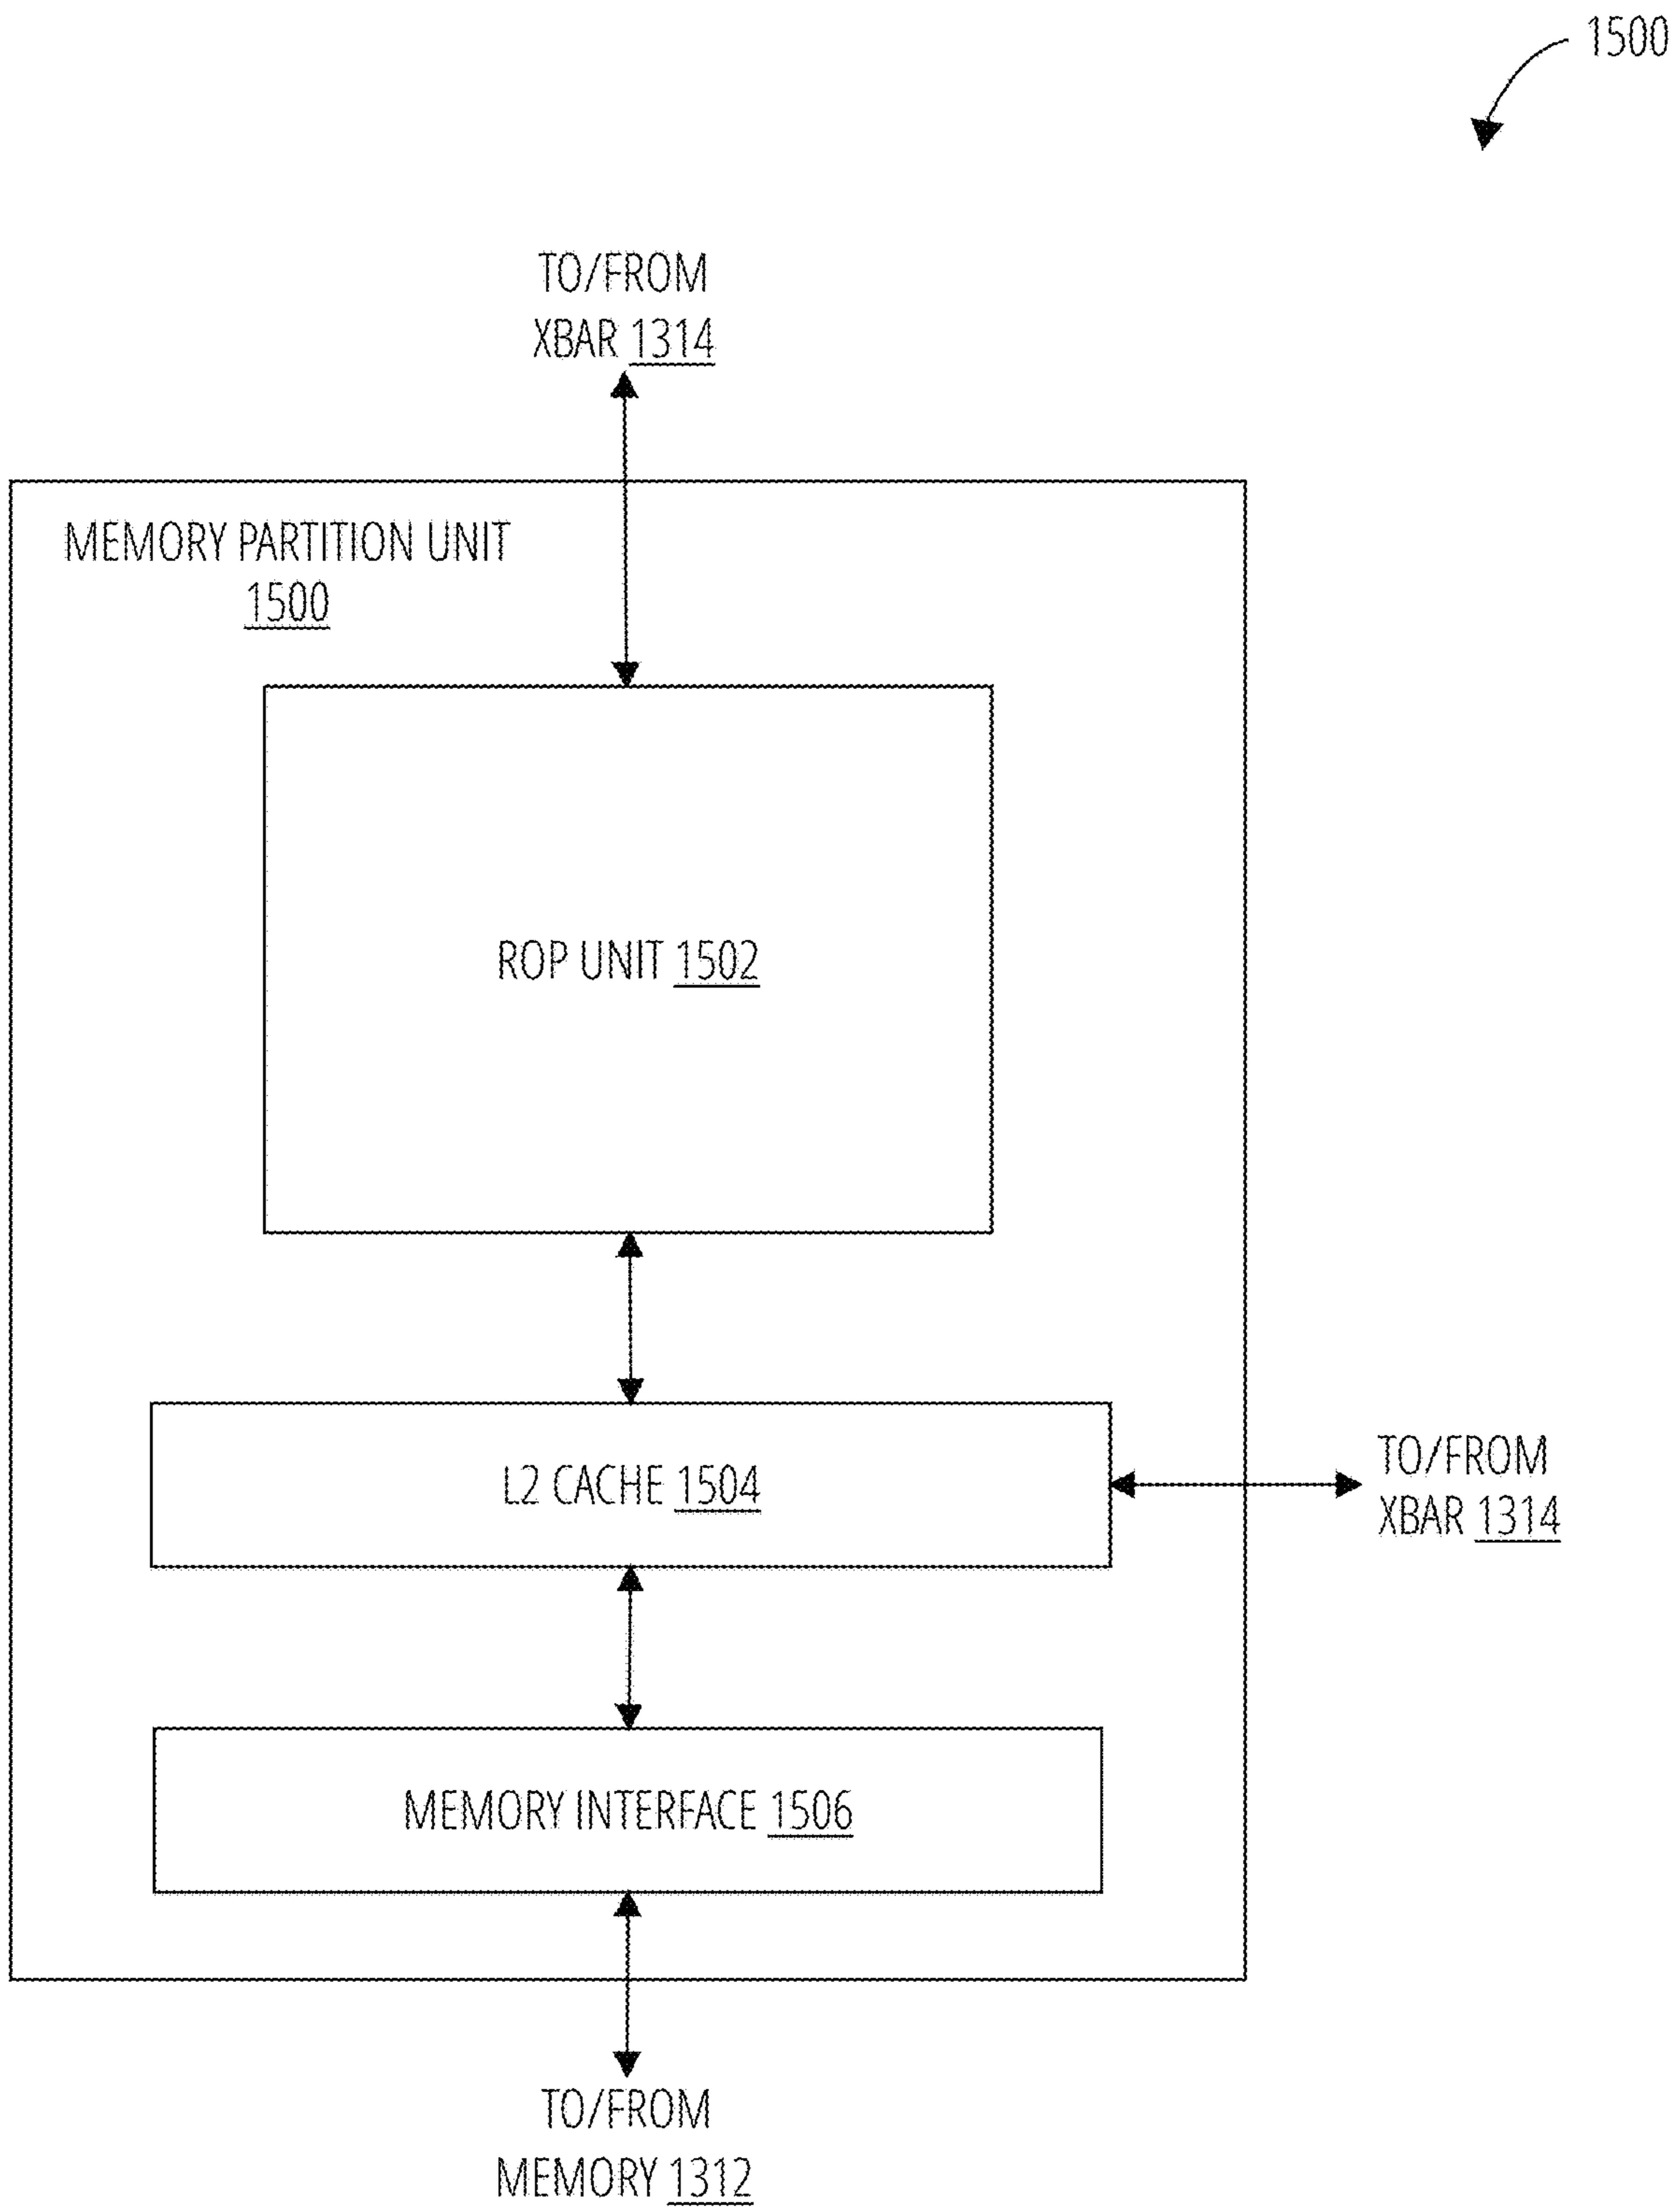 1500
TO/FROM
XBAR 1314
MEMORY PARTITION UNIT
1500
ROP UNIT 1502
L2 CACHE 1504
TO/FROM
XBAR 1314
MEMORY INTERFACE 1506
TO/FROM
MEMORY 1312